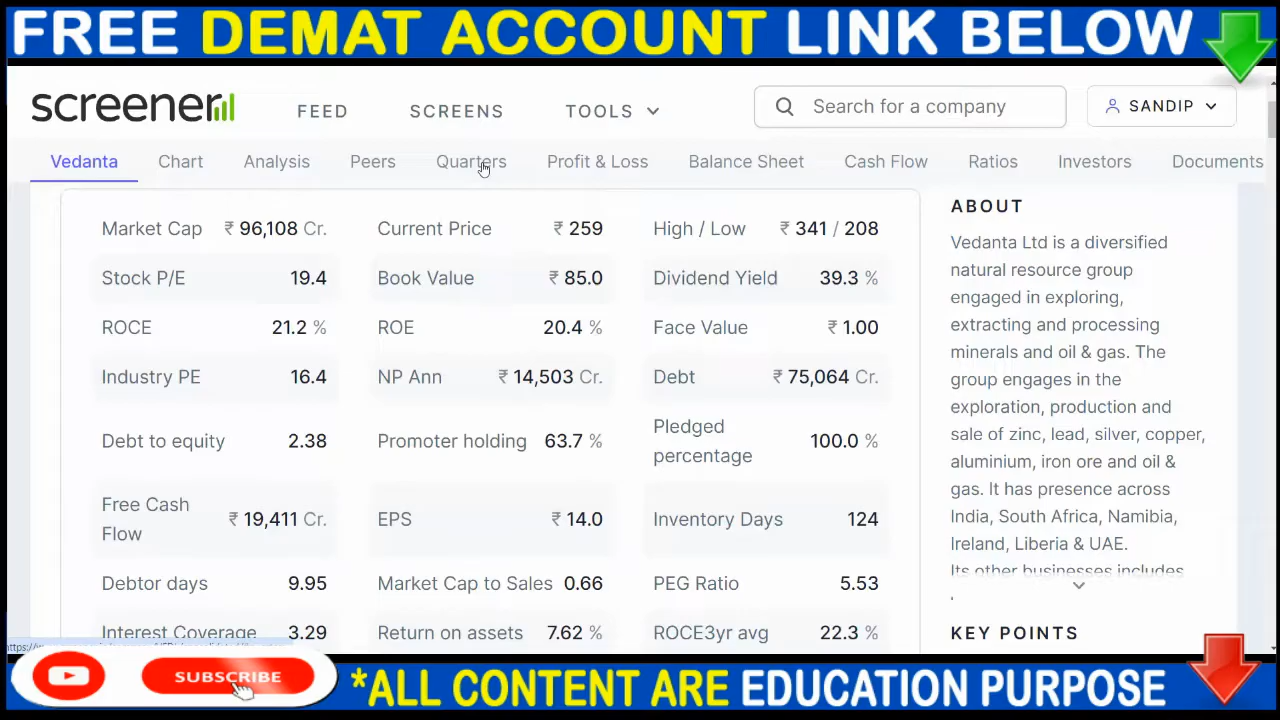 FREE DEMAT ACCOUNT LINK BELOW
screener
FEED
SCREENS
TOOLS
Search for a company
SANDIP
Vedanta
Chart
Analysis
Peers
Quarters
Profit & Loss
Balance Sheet
Cash Flow
Ratios
Investors
Documents
Market Cap ₹ 96,108 Cr.
Current Price ₹ 259
High / Low ₹ 341 / 208
Stock P/E 19.4
Book Value ₹ 85.0
Dividend Yield 39.3 %
ROCE 21.2 %
ROE 20.4 %
Face Value ₹ 1.00
Industry PE 16.4
NP Ann ₹ 14,503 Cr.
Debt ₹ 75,064 Cr.
Debt to equity 2.38
Promoter holding 63.7 %
Pledged
percentage 100.0 %
Free Cash
Flow ₹ 19,411 Cr.
EPS ₹ 14.0
Inventory Days 124
Debtor days 9.95
Market Cap to Sales 0.66
PEG Ratio 5.53
Interest Coverage 3.29
Return on assets 7.62 %
ROCE3yr avg 22.3 %
ABOUT
Vedanta Ltd is a diversified
natural resource group
engaged in exploring,
extracting and processing
minerals and oil & gas. The
group engages in the
exploration, production and
sale of zinc, lead, silver, copper,
aluminium, iron ore and oil &
gas. It has presence across
India, South Africa, Namibia,
Ireland, Liberia & UAE.
Its other businesses includes
KEY POINTS
SUBSCRIBE
*ALL CONTENT ARE EDUCATION PURPOSE